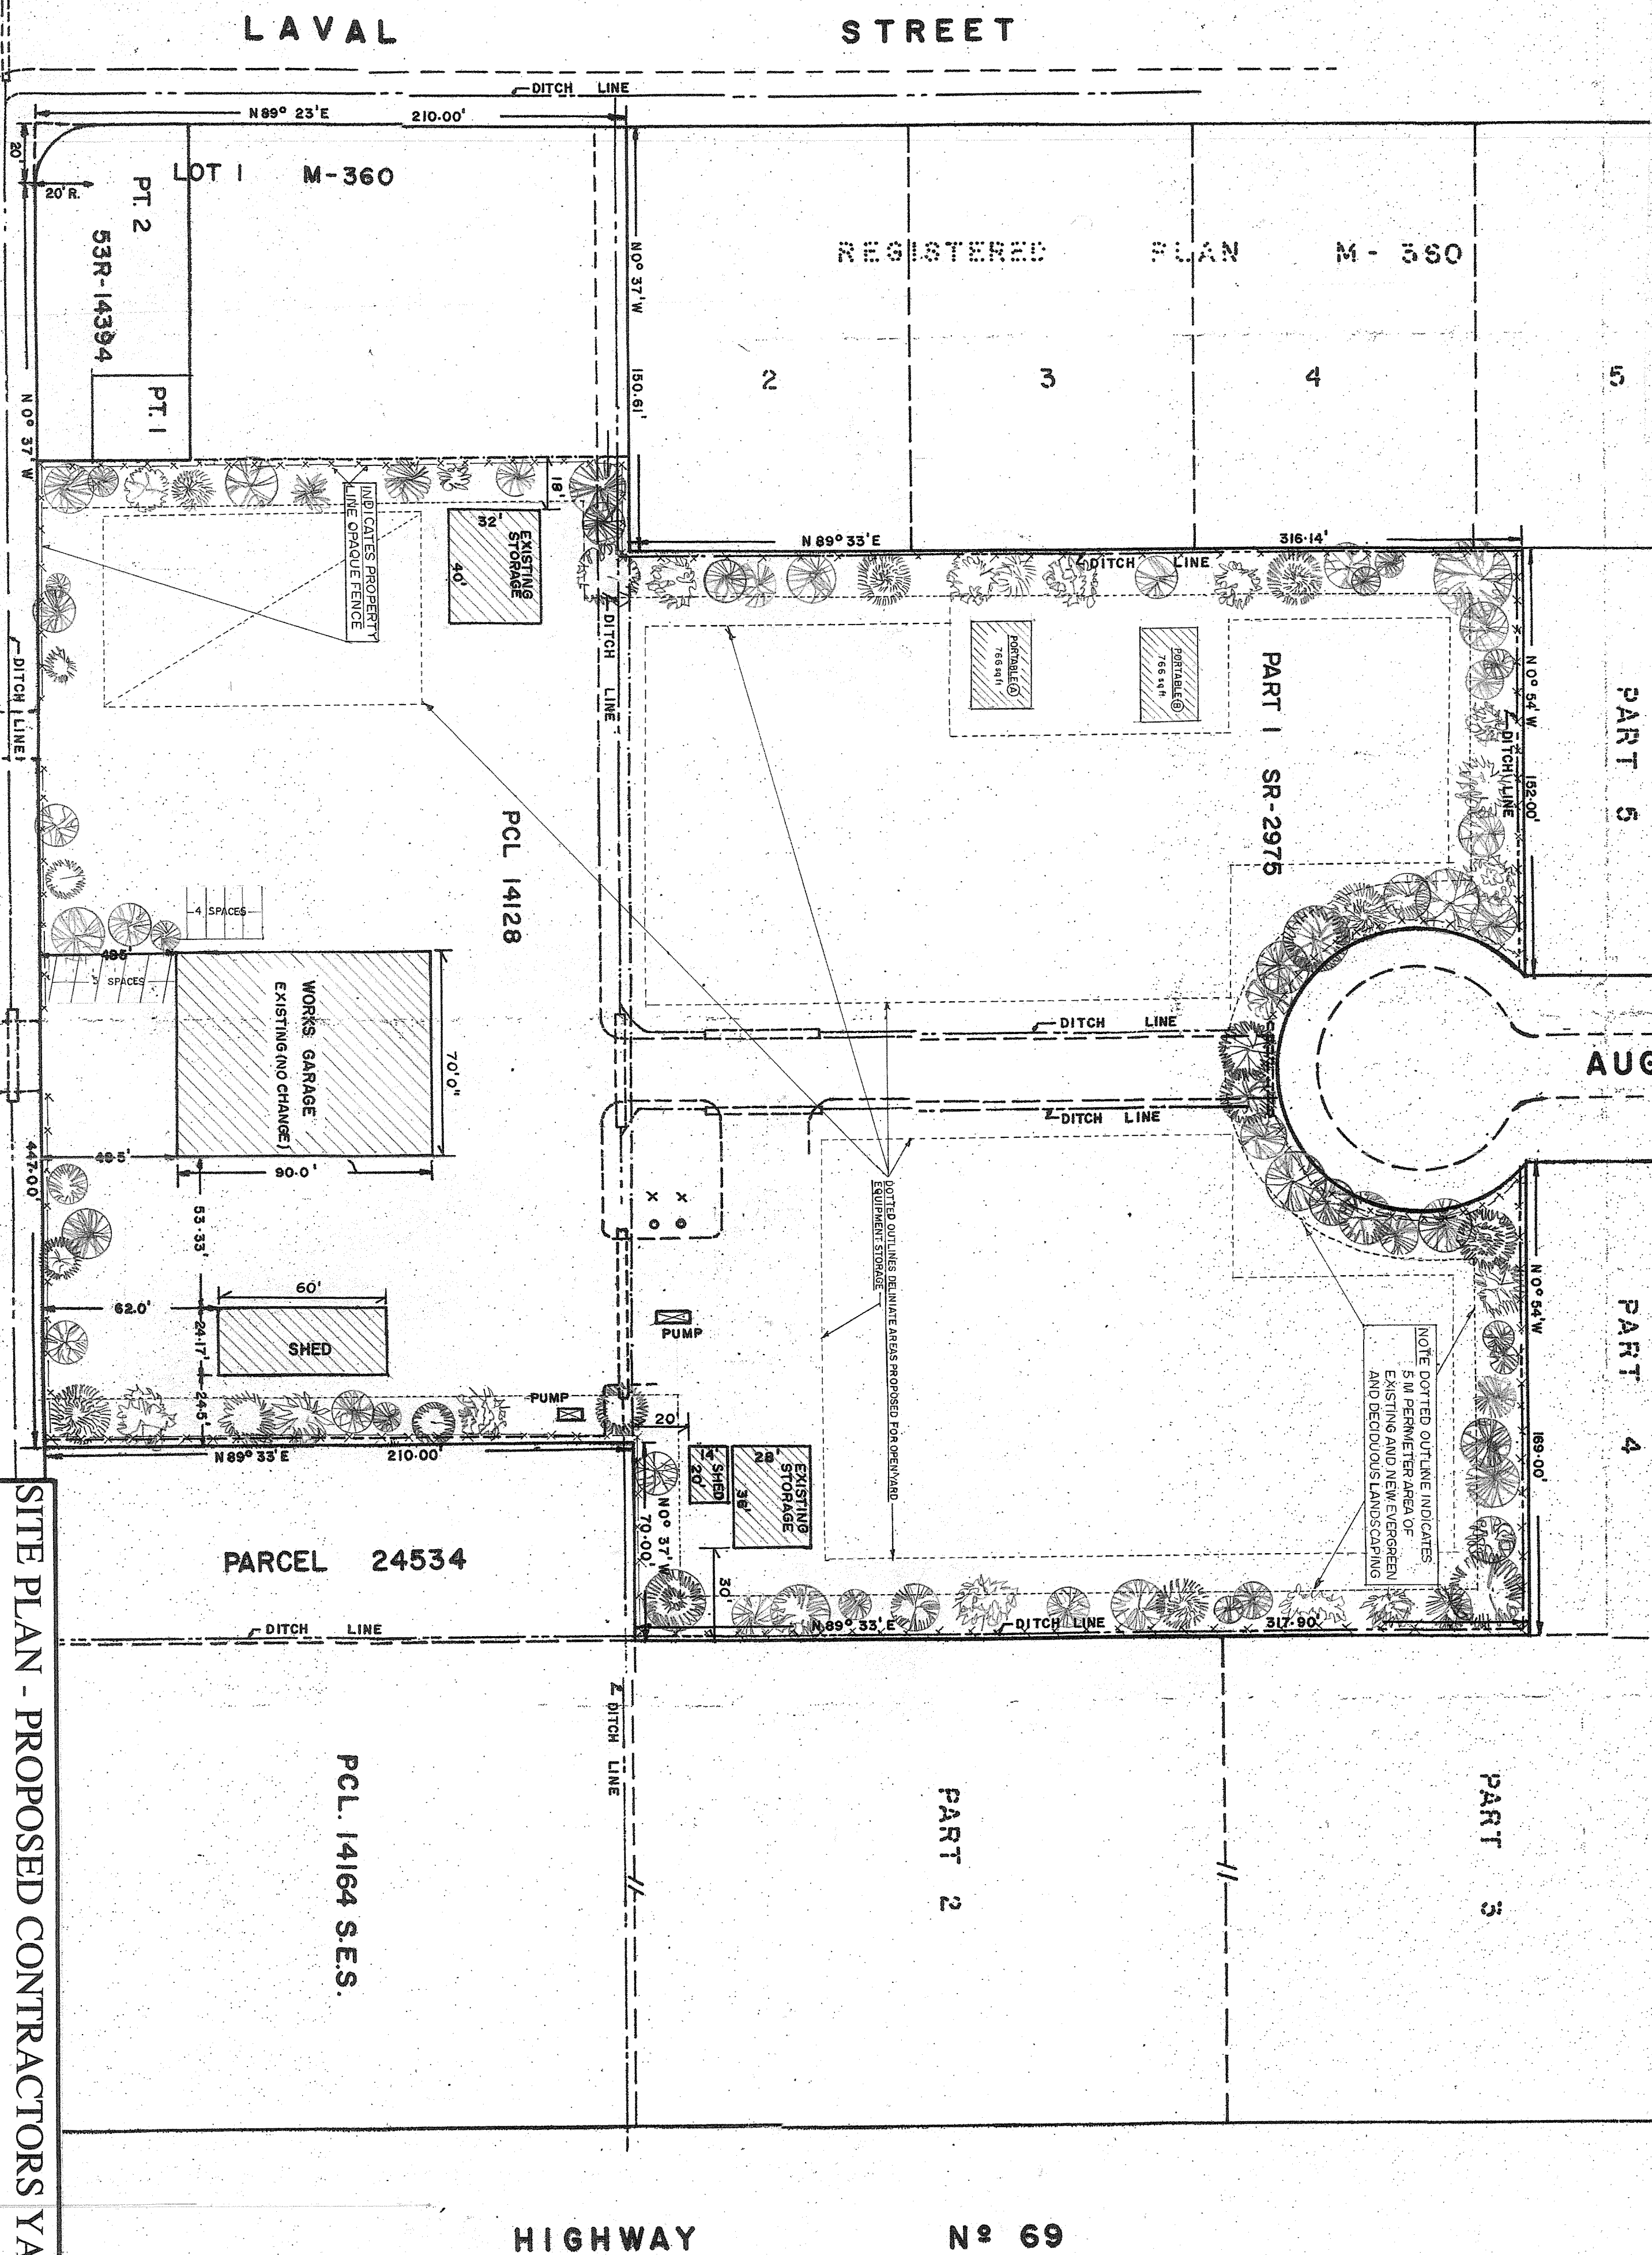 LAVAL STREET
DITCH LINE
N 89° 23' E 210.00'
20'
20' R.
LOT 1 M-360
PT. 2
53R-14394
PT. 1
N 0° 37' W
N 0° 37' W
150.61'
REGISTERED PLAN M-360
2
3
4
5
18'
INDICATES PROPERTY
LINE OPAQUE FENCE
32'
40'
EXISTING
STORAGE
N 89° 33' E
316.14'
DITCH LINE
DITCH LINE
DITCH LINE
PORTABLE (A)
766 sq ft
PORTABLE (B)
766 sq ft
PART 1 SR-2975
N 0° 54' W
152.00'
DITCH LINE
PART 5
PCL 14128
4 SPACES
48.5'
SPACES
WORKS GARAGE
EXISTING (NO CHANGE)
70'0"
DITCH LINE
AUG
DITCH LINE
48.5'
90.0'
447.00'
53.33'
DOTTED OUTLINES DELINIATE AREAS PROPOSED FOR OPEN YARD
EQUIPMENT STORAGE
60'
62.0'
SHED
24.17'
24.5'
PUMP
PUMP
N 0° 54' W
169.00'
NOTE DOTTED OUTLINE INDICATES
5 M PERIMETER AREA OF
EXISTING AND NEW EVERGREEN
AND DECIDUOUS LANDSCAPING
PART 4
20'
N 89° 33' E 210.00'
14'
20'
SHED
28'
36'
EXISTING
STORAGE
N 0° 37' W
70.00'
30'
PARCEL 24534
DITCH LINE
N 89° 33' E
DITCH LINE
317.90'
DITCH LINE
PCL. 14164 S.E.S.
PART 2
PART 3
SITE PLAN - PROPOSED CONTRACTORS YA
HIGHWAY Nº 69